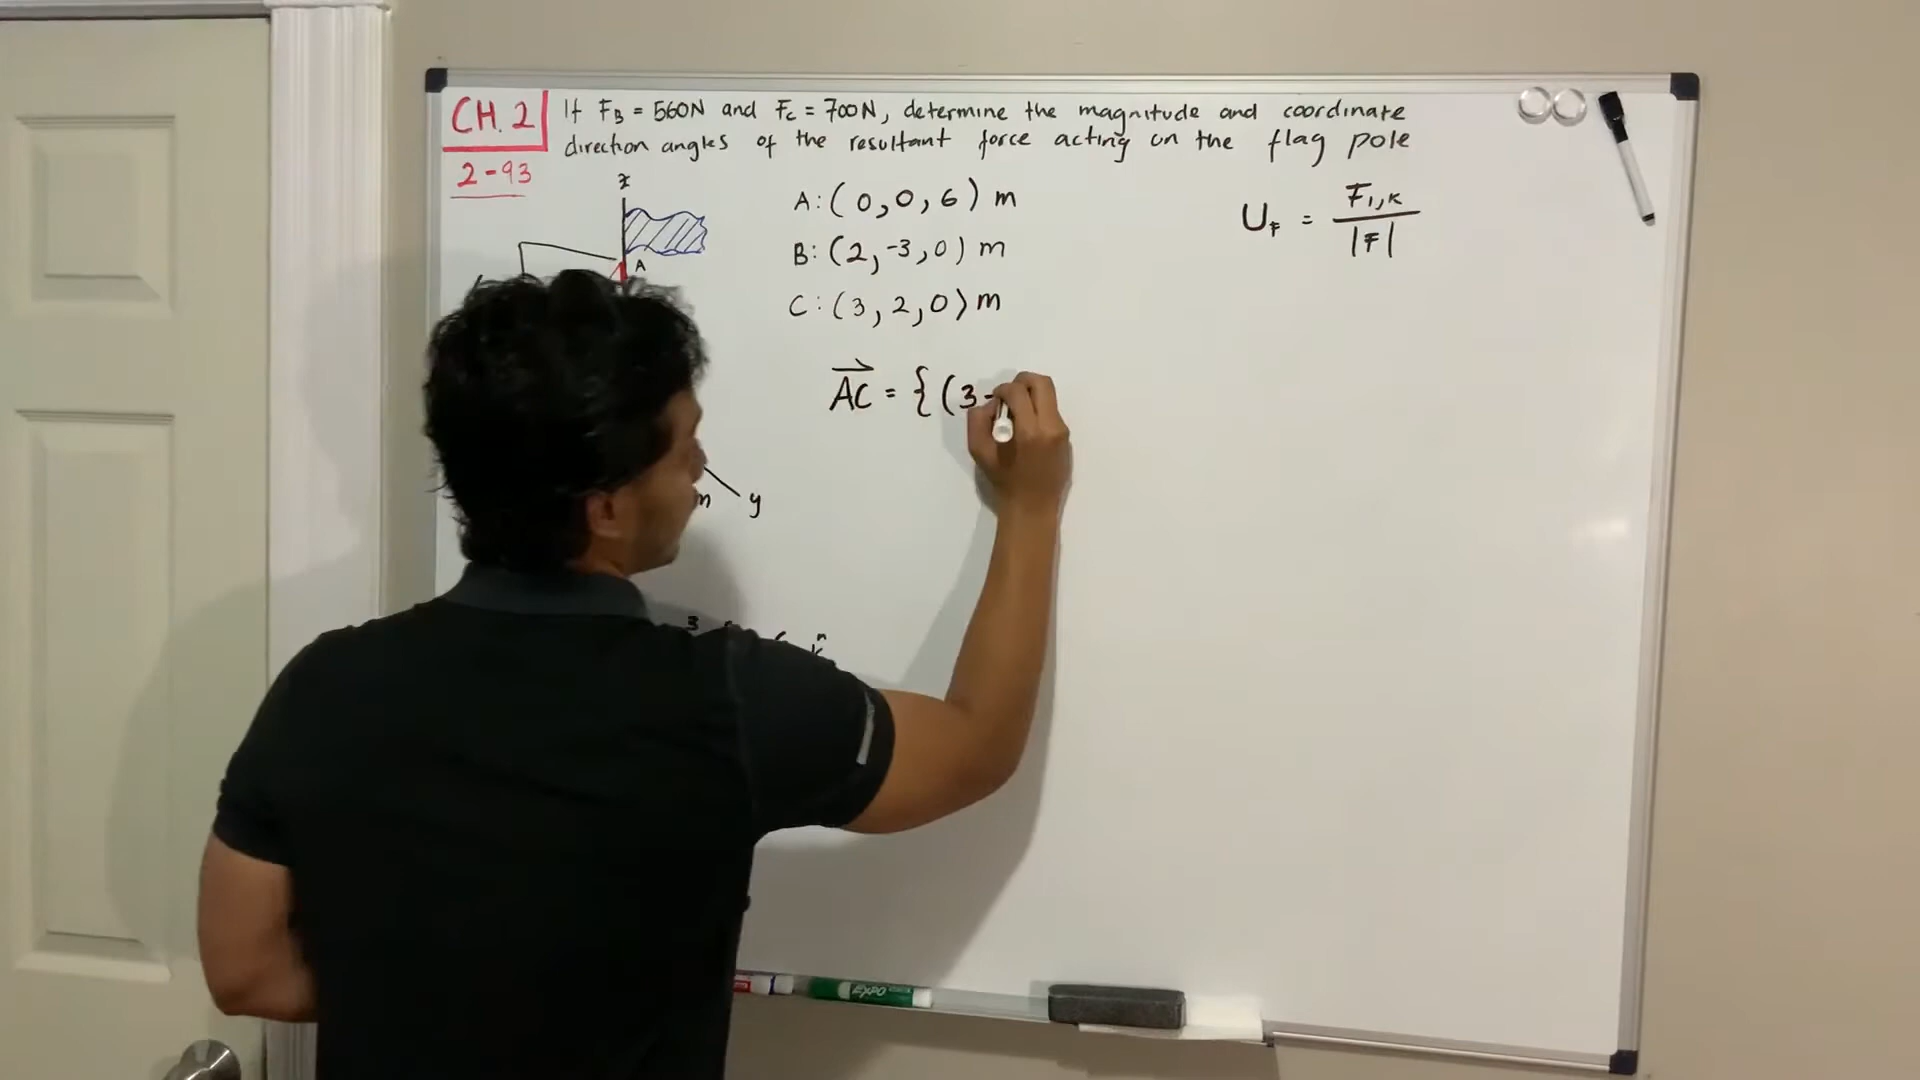 CH. 2
2-93
If F_B = 560N and F_C = 700N, determine the magnitude and coordinate
direction angles of the resultant force acting on the flag pole
z
A
m
y
A: (0, 0, 6) m
B: (2, -3, 0) m
C: (3, 2, 0) m
AC = { (3 -
U_F = F_i,j,k / |F|
3
k
EXPO